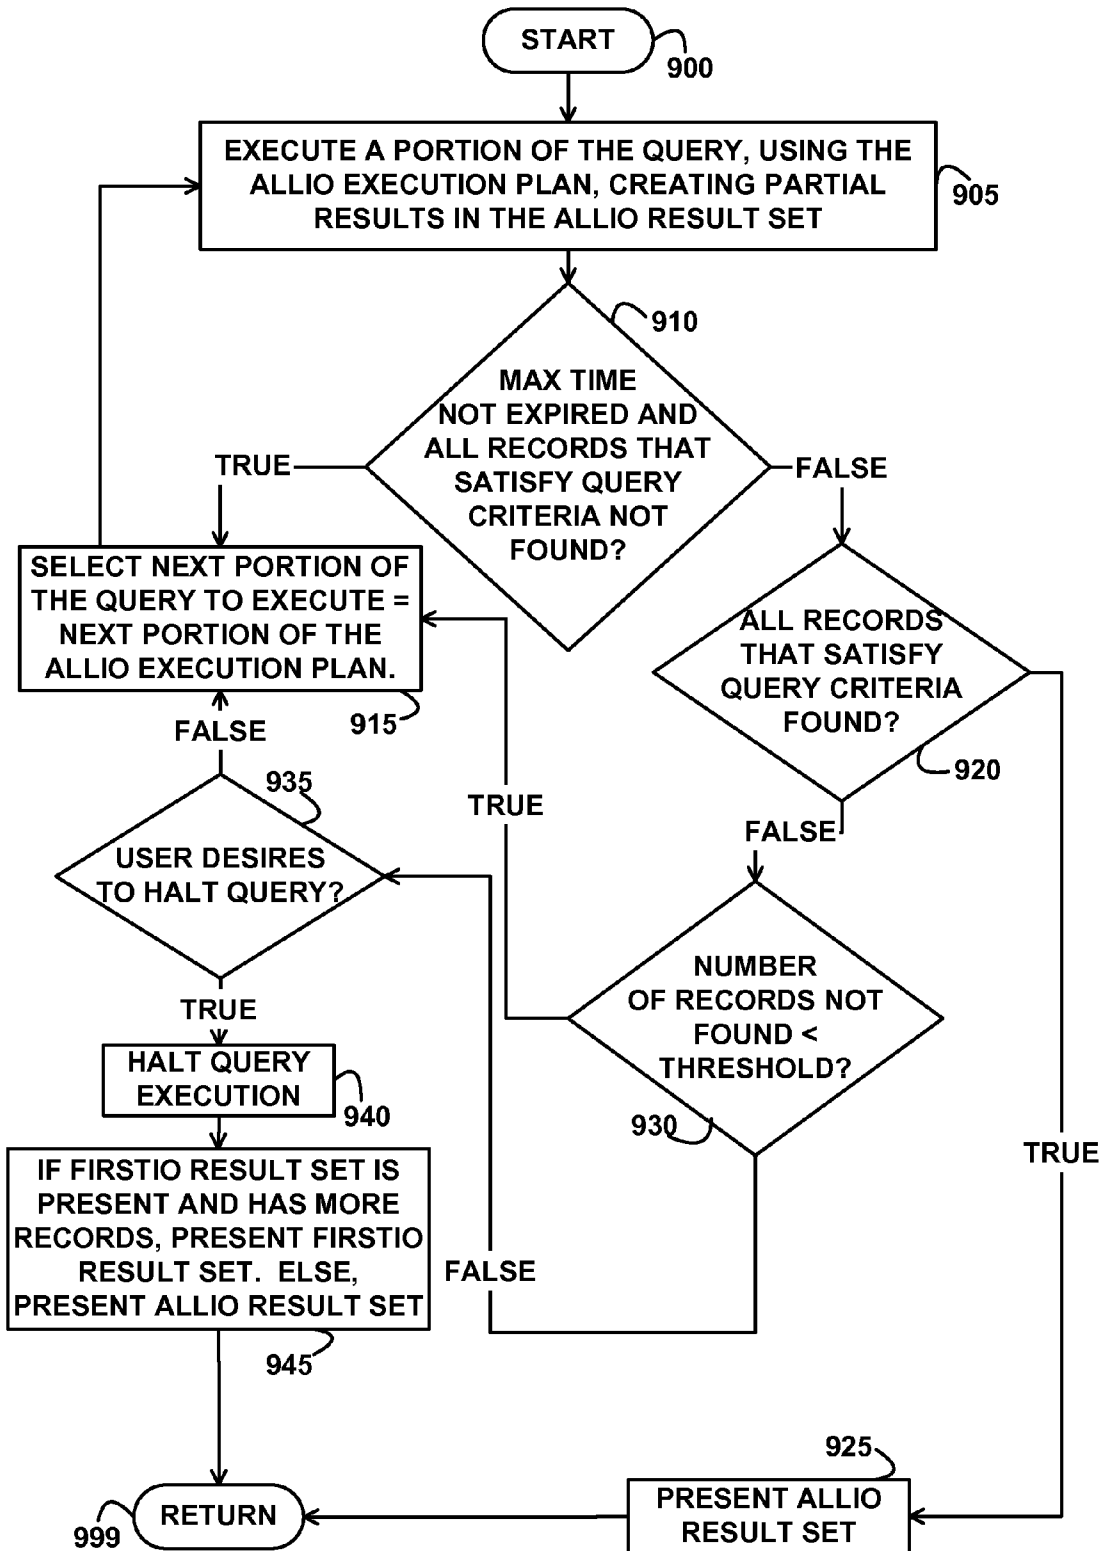 START
900
EXECUTE A PORTION OF THE QUERY, USING THE
ALLIO EXECUTION PLAN, CREATING PARTIAL
RESULTS IN THE ALLIO RESULT SET
905
910
MAX TIME
NOT EXPIRED AND
ALL RECORDS THAT
SATISFY QUERY
CRITERIA NOT
FOUND?
TRUE
FALSE
SELECT NEXT PORTION OF
THE QUERY TO EXECUTE =
NEXT PORTION OF THE
ALLIO EXECUTION PLAN.
915
ALL RECORDS
THAT SATISFY
QUERY CRITERIA
FOUND?
920
FALSE
935
TRUE
FALSE
USER DESIRES
TO HALT QUERY?
NUMBER
OF RECORDS NOT
FOUND <
THRESHOLD?
930
TRUE
HALT QUERY
EXECUTION
940
TRUE
IF FIRSTIO RESULT SET IS
PRESENT AND HAS MORE
RECORDS, PRESENT FIRSTIO
RESULT SET. ELSE,
PRESENT ALLIO RESULT SET
945
FALSE
925
PRESENT ALLIO
RESULT SET
RETURN
999